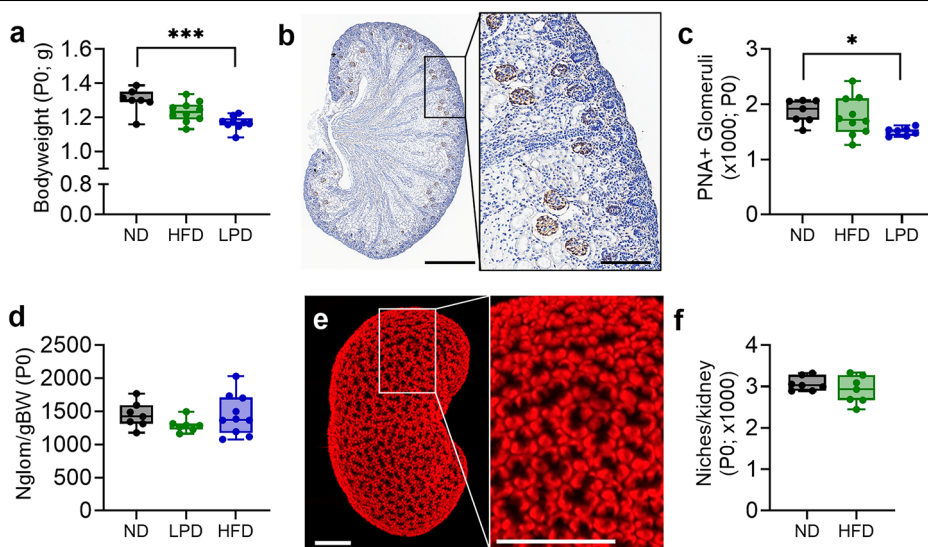 a
***
Bodyweight (P0; g)
1.6
1.4
1.2
1.0
0.8
0.0
ND HFD LPD
b
c
*
PNA+ Glomeruli
(x1000; P0)
3
2
1
0
ND HFD LPD
d
Nglom/gBW (P0)
2500
2000
1500
1000
500
0
ND LPD HFD
e
f
Niches/kidney
(P0; x1000)
4
3
2
1
0
ND HFD